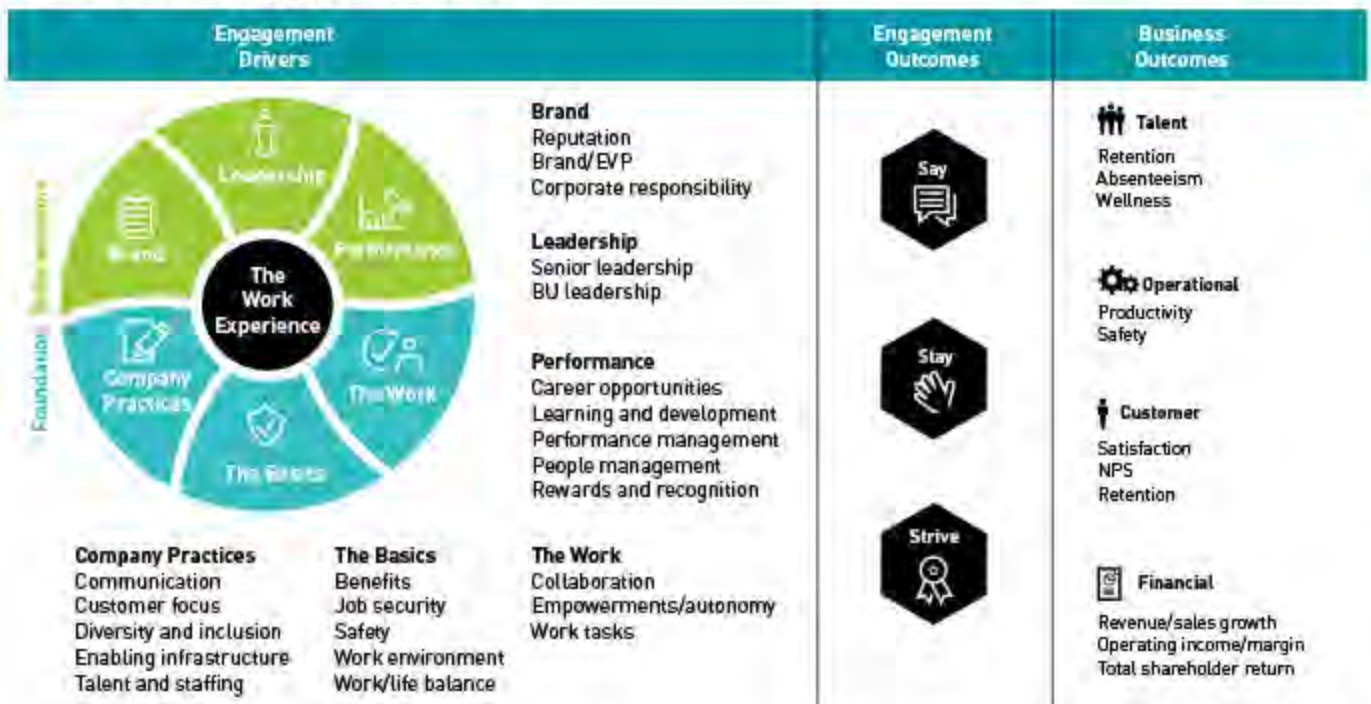 Engagement
Drivers
Engagement
Outcomes
Business
Outcomes
Foundation
Leadership
Brand
Performance
The
Work
Experience
Company
Practices
The Work
The Basics
Brand
Reputation
Brand/EVP
Corporate responsibility
Leadership
Senior leadership
BU leadership
Performance
Career opportunities
Learning and development
Performance management
People management
Rewards and recognition
Company Practices
Communication
Customer focus
Diversity and inclusion
Enabling infrastructure
Talent and staffing
The Basics
Benefits
Job security
Safety
Work environment
Work/life balance
The Work
Collaboration
Empowerments/autonomy
Work tasks
Say
Stay
Strive
Talent
Retention
Absenteeism
Wellness
Operational
Productivity
Safety
Customer
Satisfaction
NPS
Retention
Financial
Revenue/sales growth
Operating income/margin
Total shareholder return